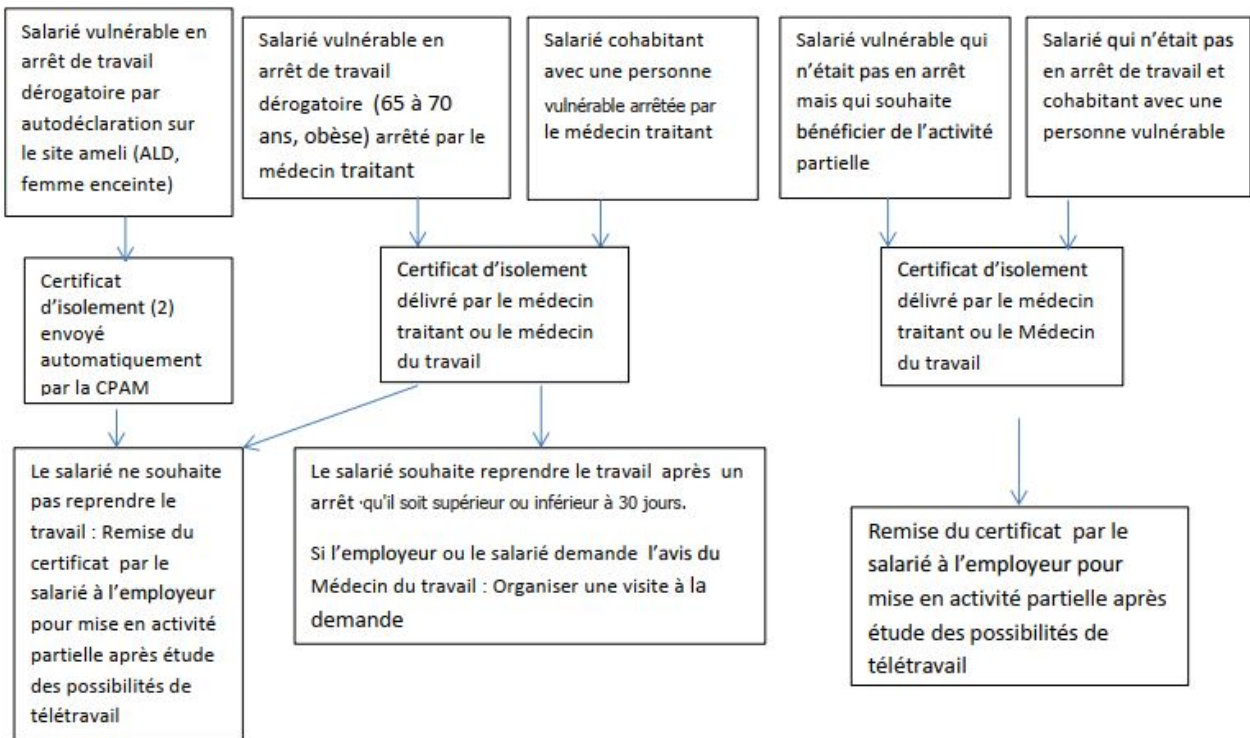 Salarié vulnérable en
arrêt de travail
dérogatoire par
autodéclaration sur
le site ameli (ALD,
femme enceinte)
Salarié vulnérable en
arrêt de travail
dérogatoire (65 à 70
ans, obèse) arrêté par le
médecin traitant
Salarié cohabitant
avec une personne
vulnérable arrêtée par
le médecin traitant
Salarié vulnérable qui
n’était pas en arrêt
mais qui souhaite
bénéficier de l’activité
partielle
Salarié qui n’était pas
en arrêt de travail et
cohabitant avec une
personne vulnérable
Certificat
d’isolement (2)
envoyé
automatiquement
par la CPAM
Certificat d’isolement
délivré par le médecin
traitant ou le médecin
du travail
Certificat d’isolement
délivré par le médecin
traitant ou le Médecin
du travail
Le salarié ne souhaite
pas reprendre le
travail : Remise du
certificat par le
salarié à l’employeur
pour mise en activité
partielle après étude
des possibilités de
télétravail
Le salarié souhaite reprendre le travail après un
arrêt ·qu'il soit supérieur ou inférieur à 30 jours.
Si l’employeur ou le salarié demande l’avis du
Médecin du travail : Organiser une visite à la
demande
Remise du certificat par le
salarié à l’employeur pour
mise en activité partielle après
étude des possibilités de
télétravail